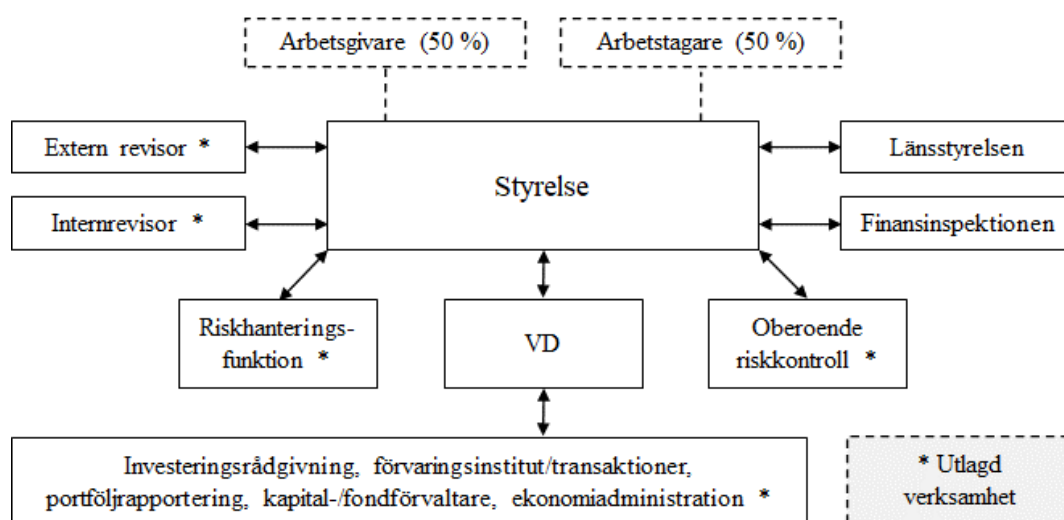 Arbetsgivare (50 %)
Arbetstagare (50 %)
Extern revisor *
Styrelse
Länsstyrelsen
Internrevisor *
Finansinspektionen
Riskhanterings-
funktion *
VD
Oberoende
riskkontroll *
Investeringsrådgivning, förvaringsinstitut/transaktioner,
portföljrapportering, kapital-/fondförvaltare, ekonomiadministration *
* Utlagd
verksamhet